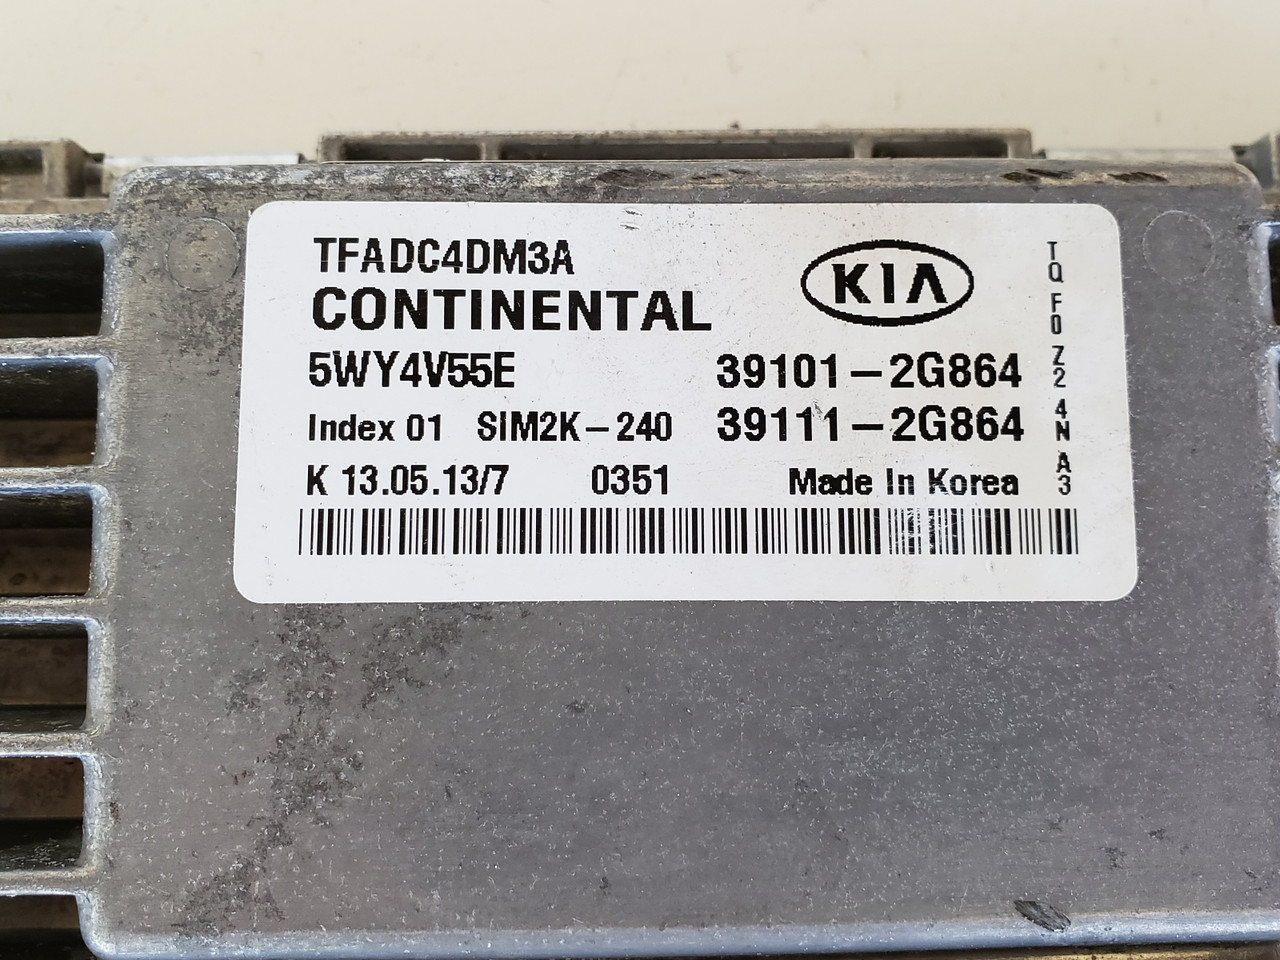 TFADC4DM3A
KIA
CONTINENTAL
5WY4V55E 39101-2G864
Index 01 SIM2K-240 39111-2G864
K 13.05.13/7 0351 Made In Korea
TQ F0 Z2 4N A3